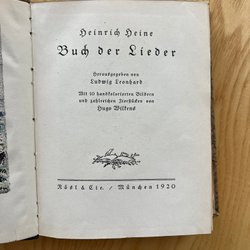 Heinrich Heine
Buch der Lieder
Herausgegeben von
Ludwig Leonhard
Mit 10 handkolorierten Bildern
und zahlreichen Zierstücken von
Hugo Wilkens
Rösl & Cie. / München 1920